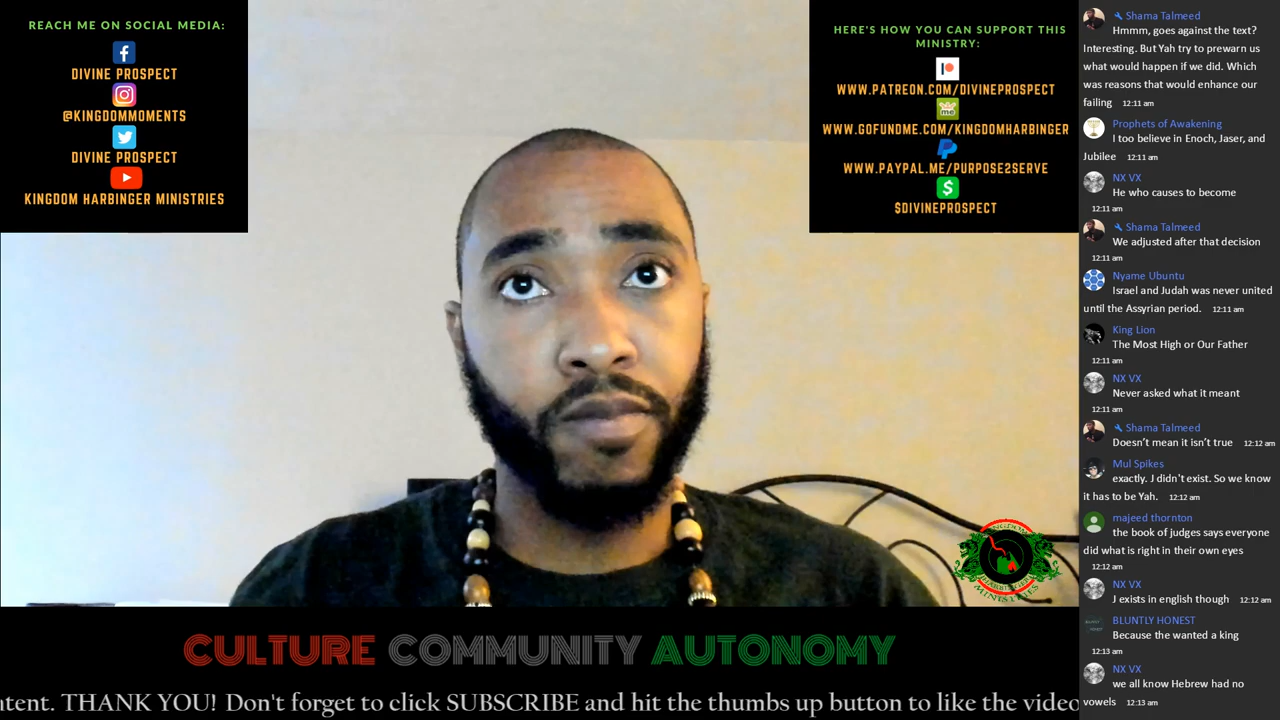 REACH ME ON SOCIAL MEDIA:
DIVINE PROSPECT
@KINGDOMMOMENTS
DIVINE PROSPECT
KINGDOM HARBINGER MINISTRIES
HERE'S HOW YOU CAN SUPPORT THIS
MINISTRY:
WWW.PATREON.COM/DIVINEPROSPECT
me
WWW.GOFUNDME.COM/KINGDOMHARBINGER
WWW.PAYPAL.ME/PURPOSE2SERVE
$
$DIVINEPROSPECT
Shama Talmeed
Hmmm, goes against the text?
Interesting. But Yah try to prewarn us
what would happen if we did. Which
was reasons that would enhance our
failing 12:11 am
Prophets of Awakening
I too believe in Enoch, Jaser, and
Jubilee 12:11 am
NX VX
He who causes to become
12:11 am
Shama Talmeed
We adjusted after that decision
12:11 am
Nyame Ubuntu
Israel and Judah was never united
until the Assyrian period. 12:11 am
King Lion
The Most High or Our Father
12:11 am
NX VX
Never asked what it meant
12:11 am
Shama Talmeed
Doesn't mean it isn't true 12:12 am
Mul Spikes
exactly. J didn't exist. So we know
it has to be Yah. 12:12 am
majeed thornton
the book of judges says everyone
did what is right in their own eyes
12:12 am
NX VX
J exists in english though 12:12 am
BLUNTLY HONEST
Because the wanted a king
12:13 am
NX VX
we all know Hebrew had no
vowels 12:13 am
KINGDOM
HARBINGER
MINISTRIES
CULTURE COMMUNITY AUTONOMY
ntent. THANK YOU! Don't forget to click SUBSCRIBE and hit the thumbs up button to like the video